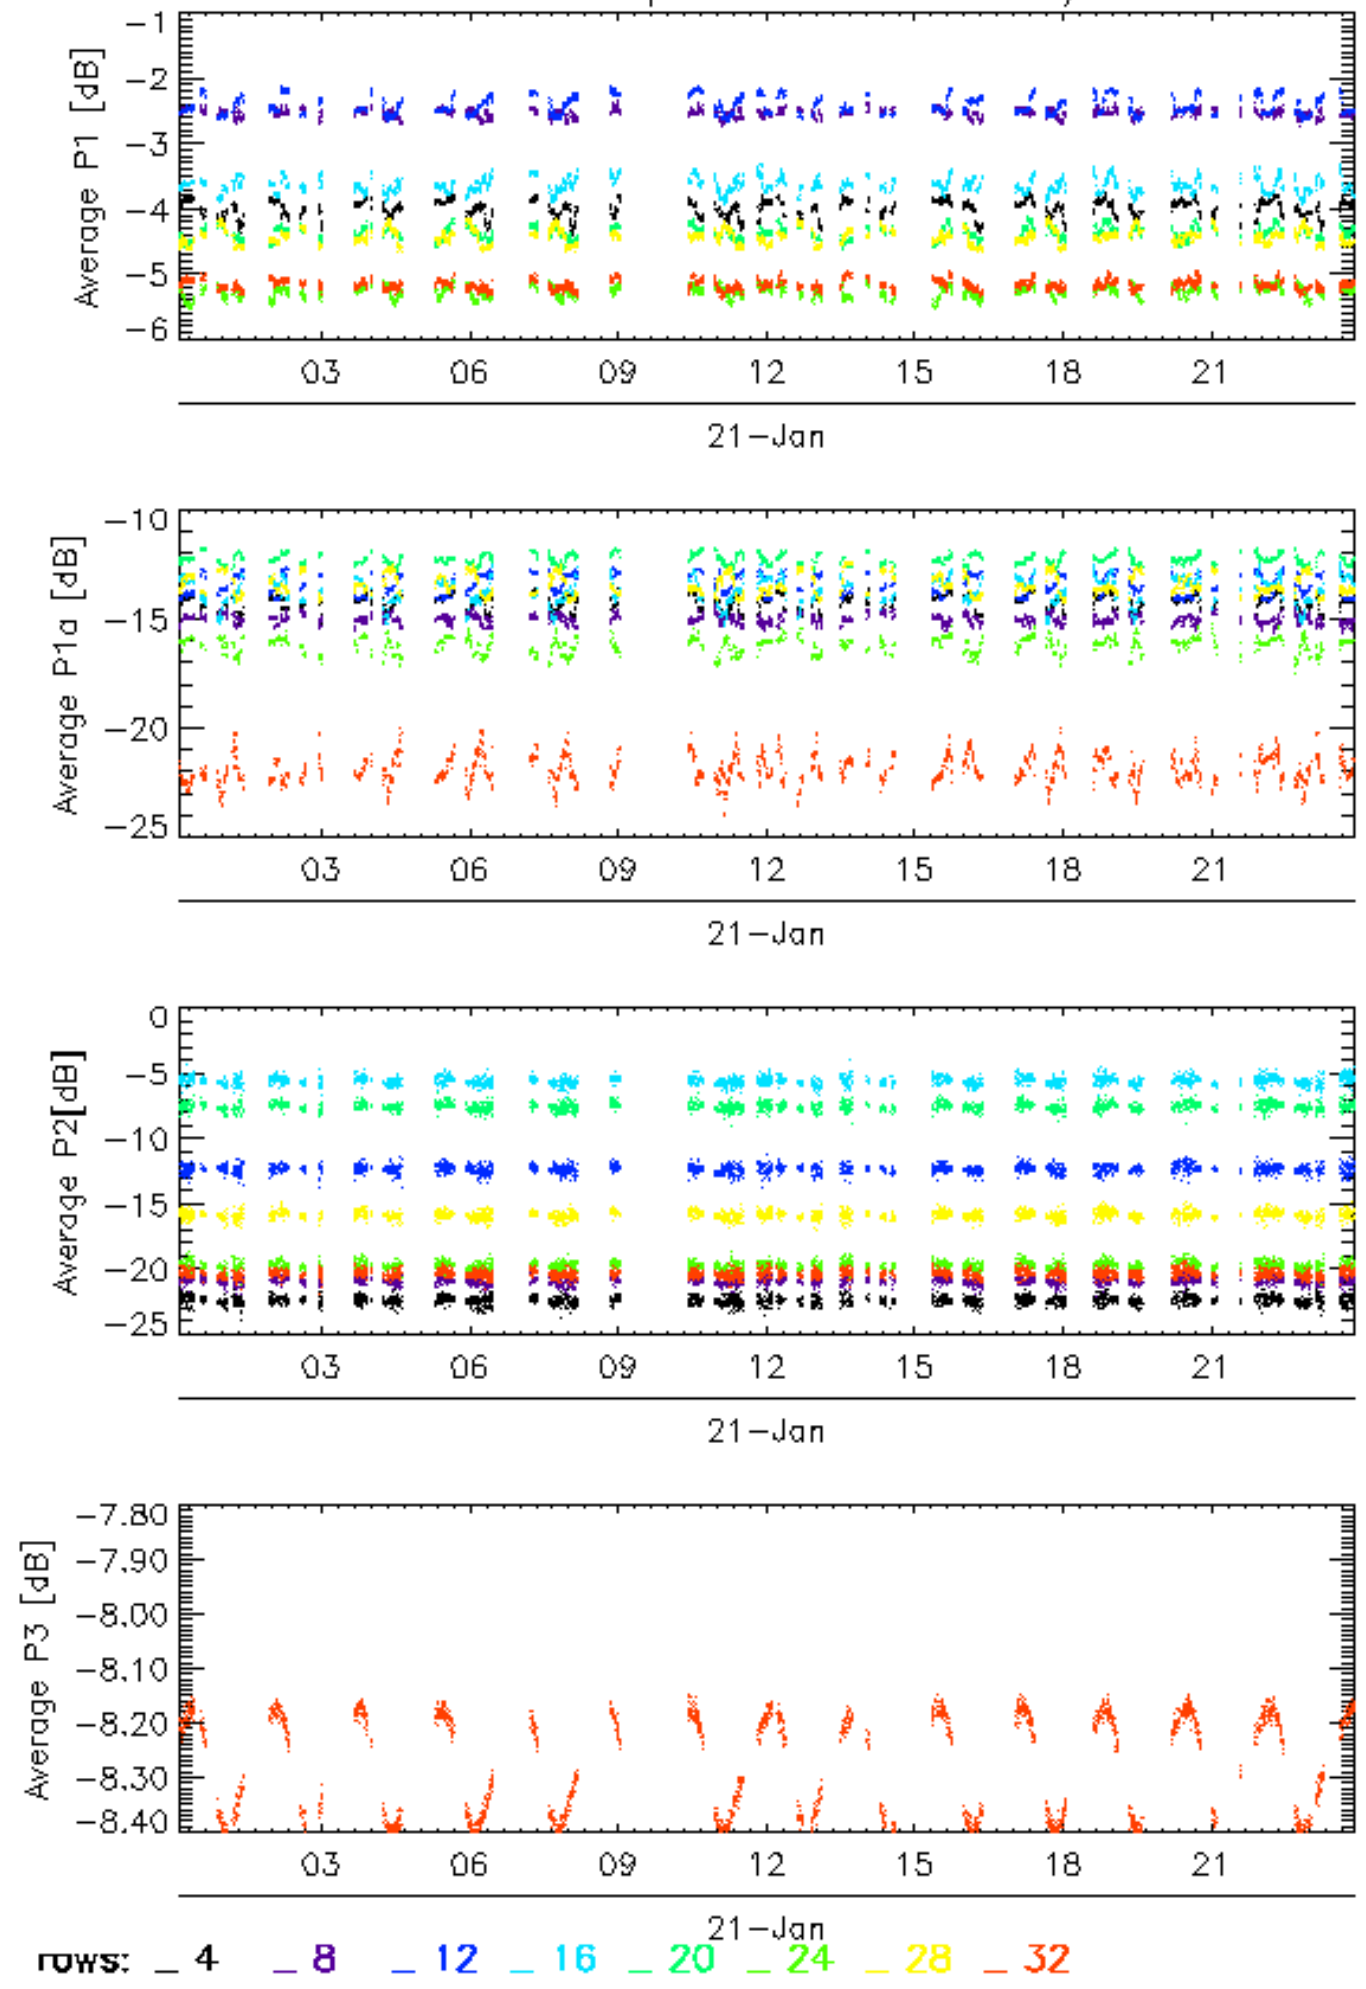 −1
−2
−3
−4
−5
−6
Average P1 [dB]
03 06 09 12 15 18 21
21−Jan
−10
−15
−20
−25
Average P1a [dB]
03 06 09 12 15 18 21
21−Jan
0
−5
−10
−15
−20
−25
Average P2[dB]
03 06 09 12 15 18 21
21−Jan
−7.80
−7.90
−8.00
−8.10
−8.20
−8.30
−8.40
Average P3 [dB]
03 06 09 12 15 18 21
21−Jan
rows: _ 4 _ 8 _ 12 _ 16 _ 20 _ 24 _ 28 _ 32